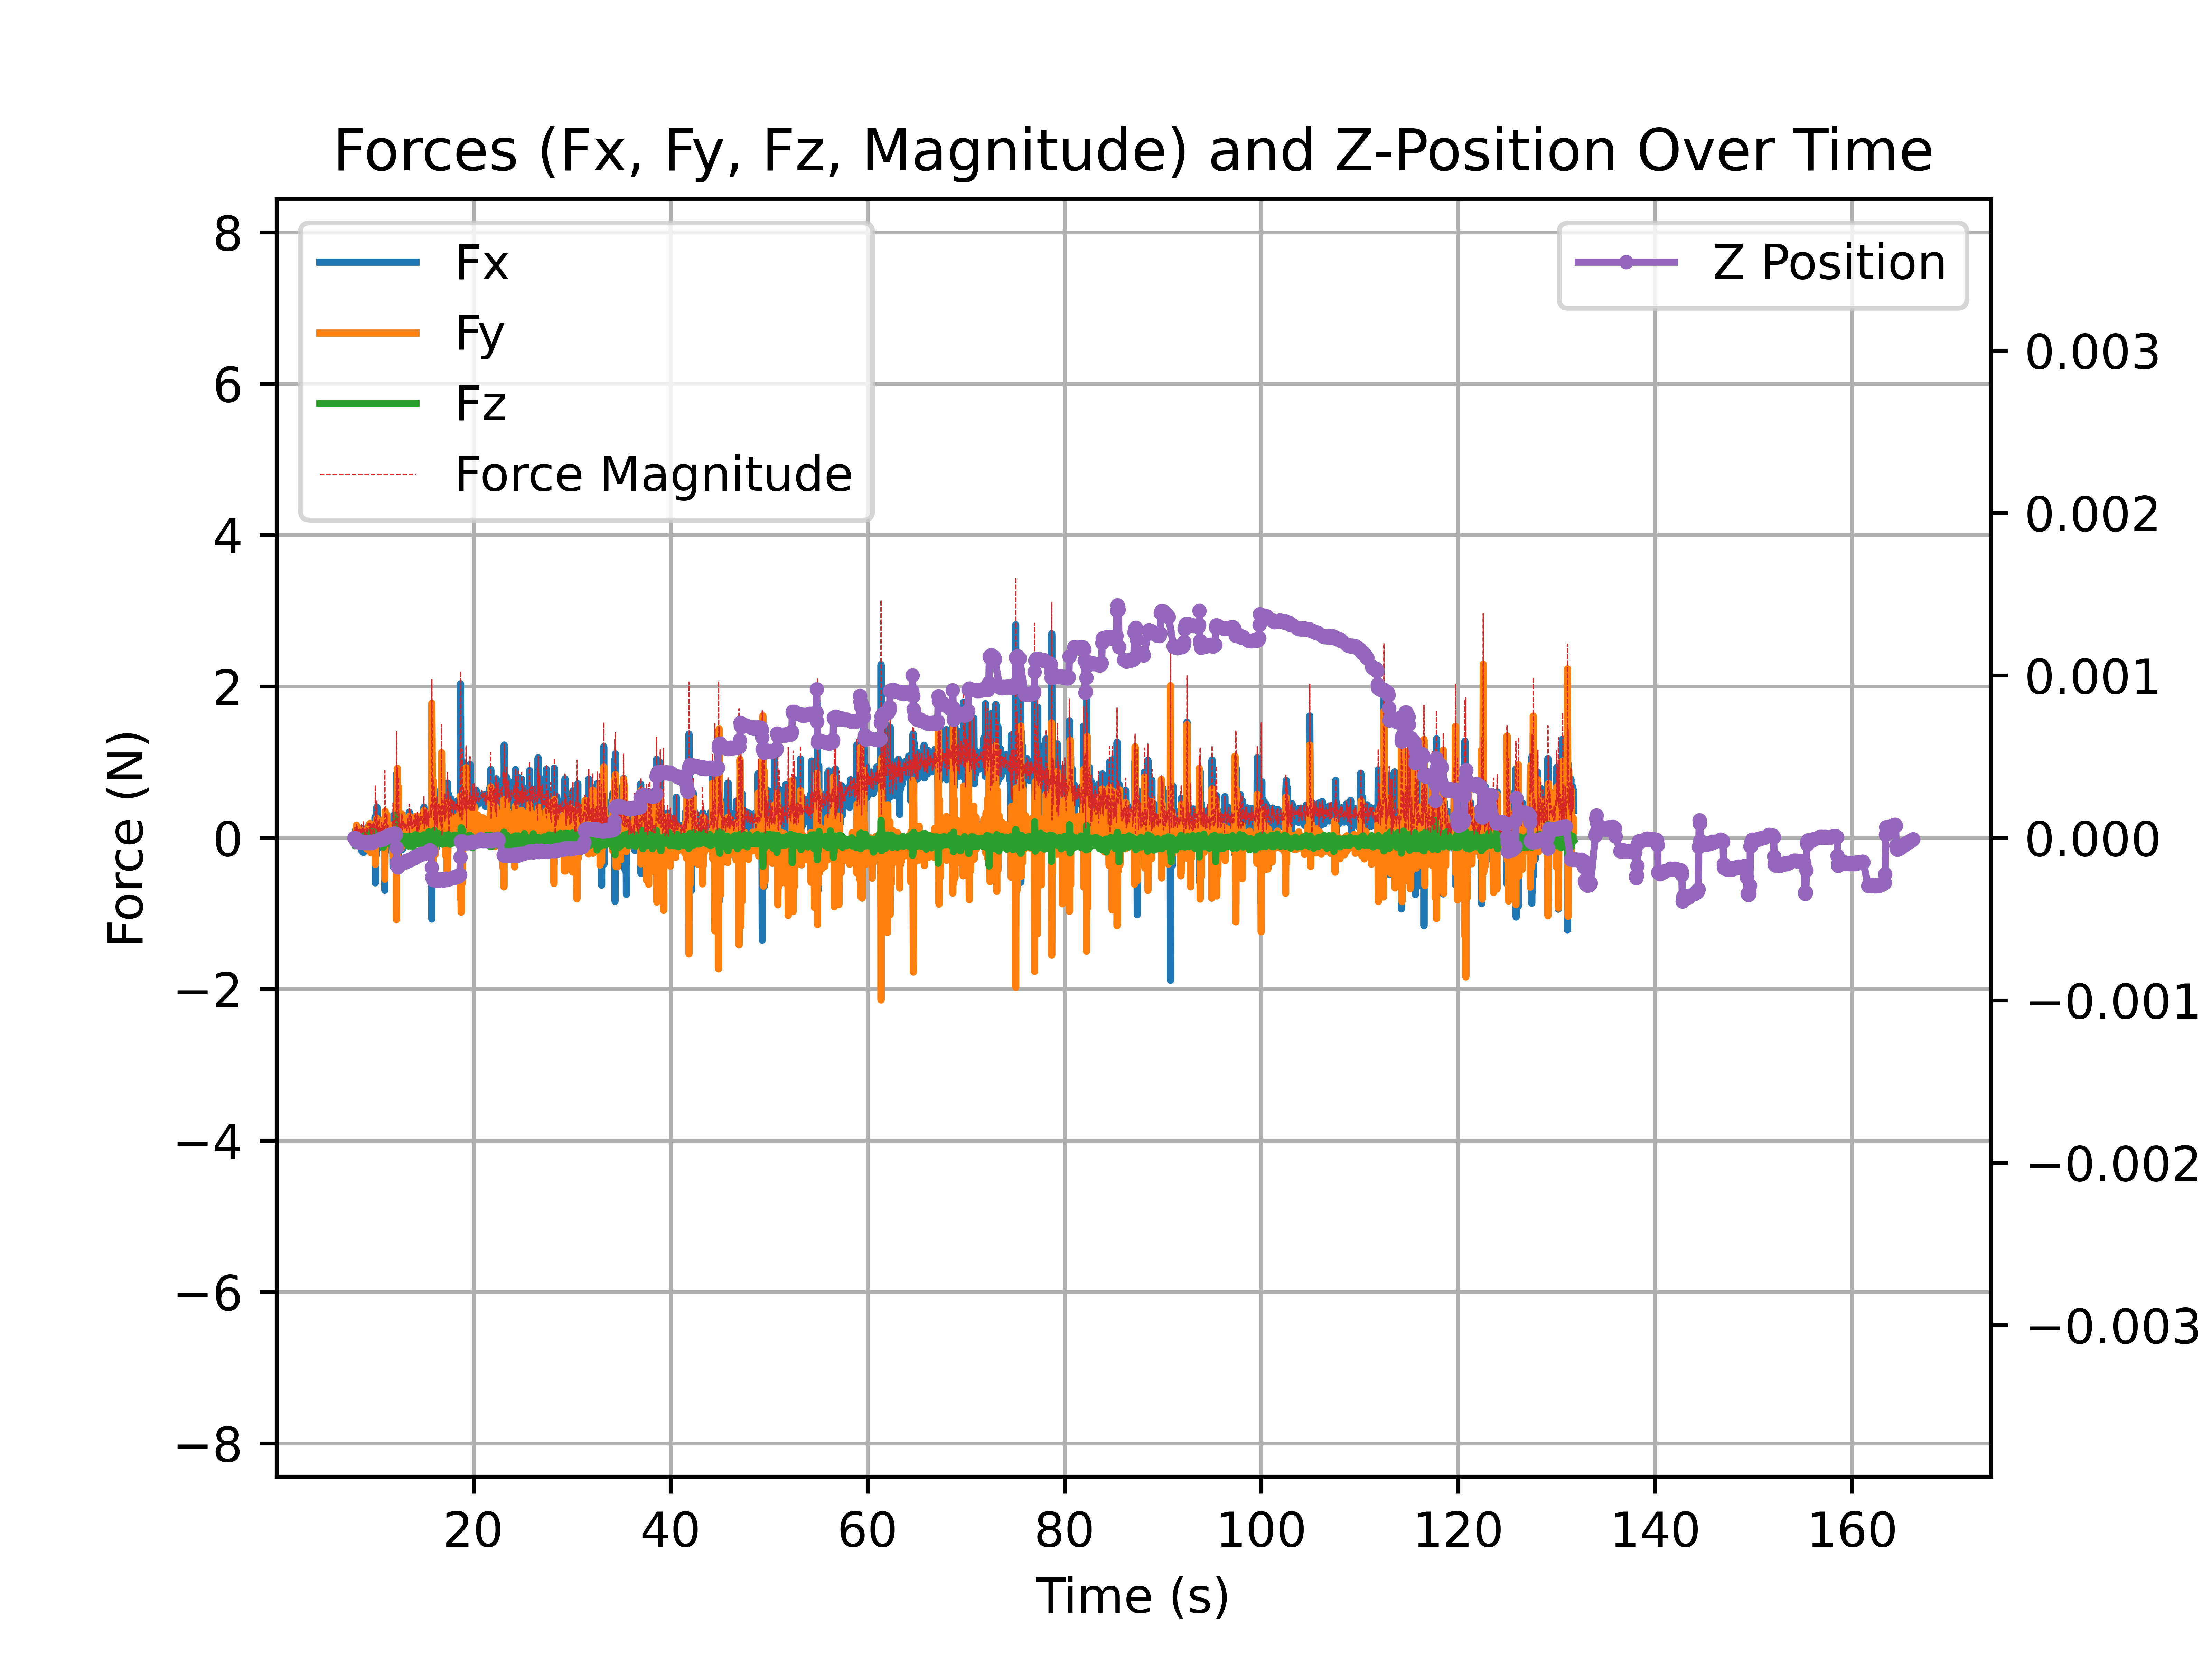 Forces (Fx, Fy, Fz, Magnitude) and Z-Position Over Time
Fx
Fy
Fz
Force Magnitude
Z Position
8
6
4
2
0
−2
−4
−6
−8
Force (N)
0.003
0.002
0.001
0.000
−0.001
−0.002
−0.003
20 40 60 80 100 120 140 160
Time (s)